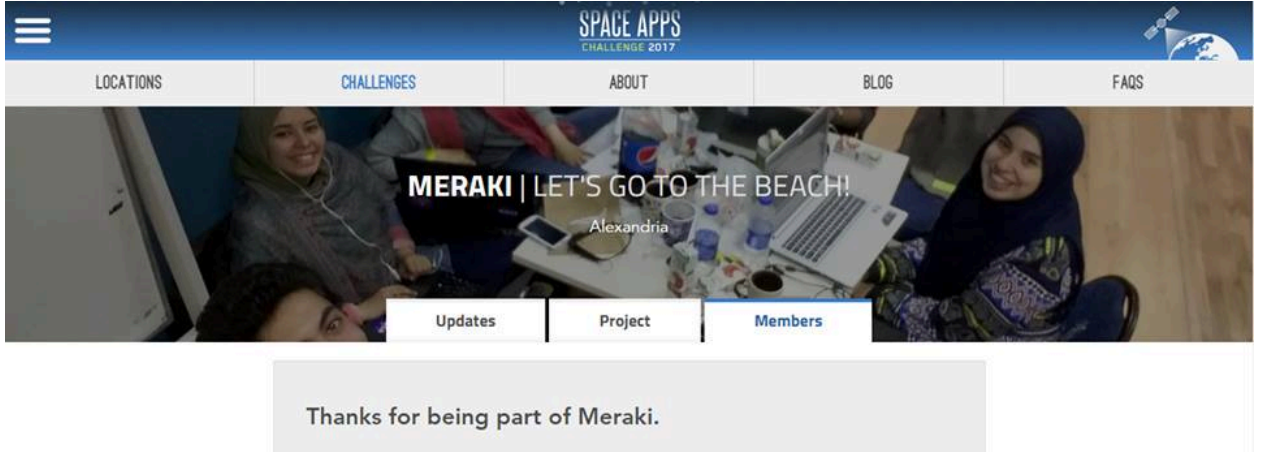 SPACE APPS
CHALLENGE 2017
LOCATIONS CHALLENGES ABOUT BLOG FAQS
MERAKI | LET'S GO TO THE BEACH!
Alexandria
Updates Project Members
Thanks for being part of Meraki.